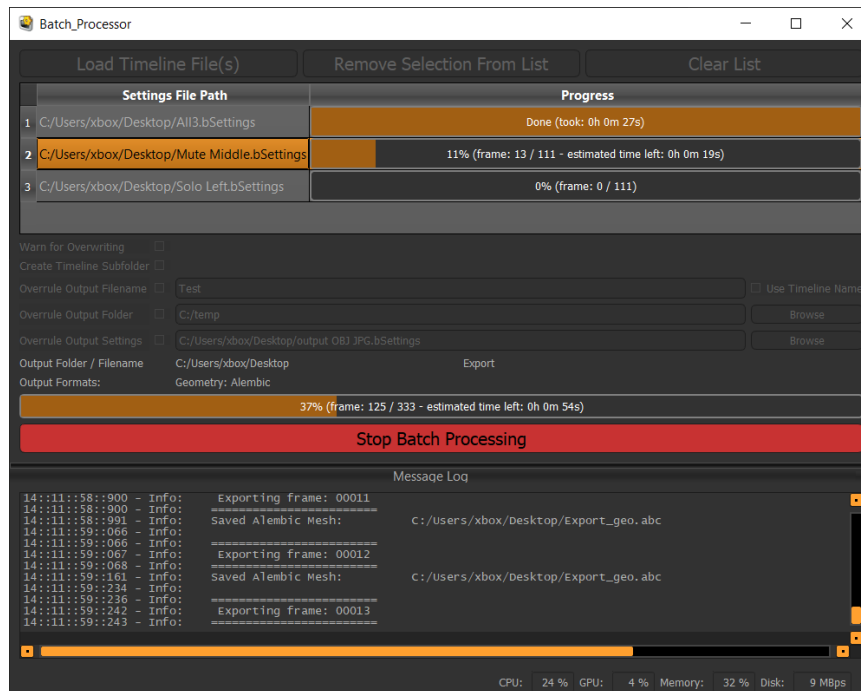 Batch_Processor
Load Timeline File(s) Remove Selection From List Clear List
Settings File Path Progress
1 C:/Users/xbox/Desktop/All3.bSettings Done (took: 0h 0m 27s)
2 C:/Users/xbox/Desktop/Mute Middle.bSettings 11% (frame: 13 / 111 - estimated time left: 0h 0m 19s)
3 C:/Users/xbox/Desktop/Solo Left.bSettings 0% (frame: 0 / 111)
Warn for Overwriting
Create Timeline Subfolder
Overrule Output Filename Test Use Timeline Name
Overrule Output Folder C:/temp Browse
Overrule Output Settings C:/Users/xbox/Desktop/output OBJ JPG.bSettings Browse
Output Folder / Filename C:/Users/xbox/Desktop Export
Output Formats: Geometry: Alembic
37% (frame: 125 / 333 - estimated time left: 0h 0m 54s)
Stop Batch Processing
Message Log
14::11::58::900 - Info: Exporting frame: 00011
14::11::58::900 - Info: =========================
14::11::58::991 - Info: Saved Alembic Mesh: C:/Users/xbox/Desktop/Export_geo.abc
14::11::59::066 - Info:
14::11::59::066 - Info: =========================
14::11::59::067 - Info: Exporting frame: 00012
14::11::59::068 - Info: =========================
14::11::59::161 - Info: Saved Alembic Mesh: C:/Users/xbox/Desktop/Export_geo.abc
14::11::59::234 - Info:
14::11::59::236 - Info: =========================
14::11::59::242 - Info: Exporting frame: 00013
14::11::59::243 - Info: =========================
CPU: 24 % GPU: 4 % Memory: 32 % Disk: 9 MBps